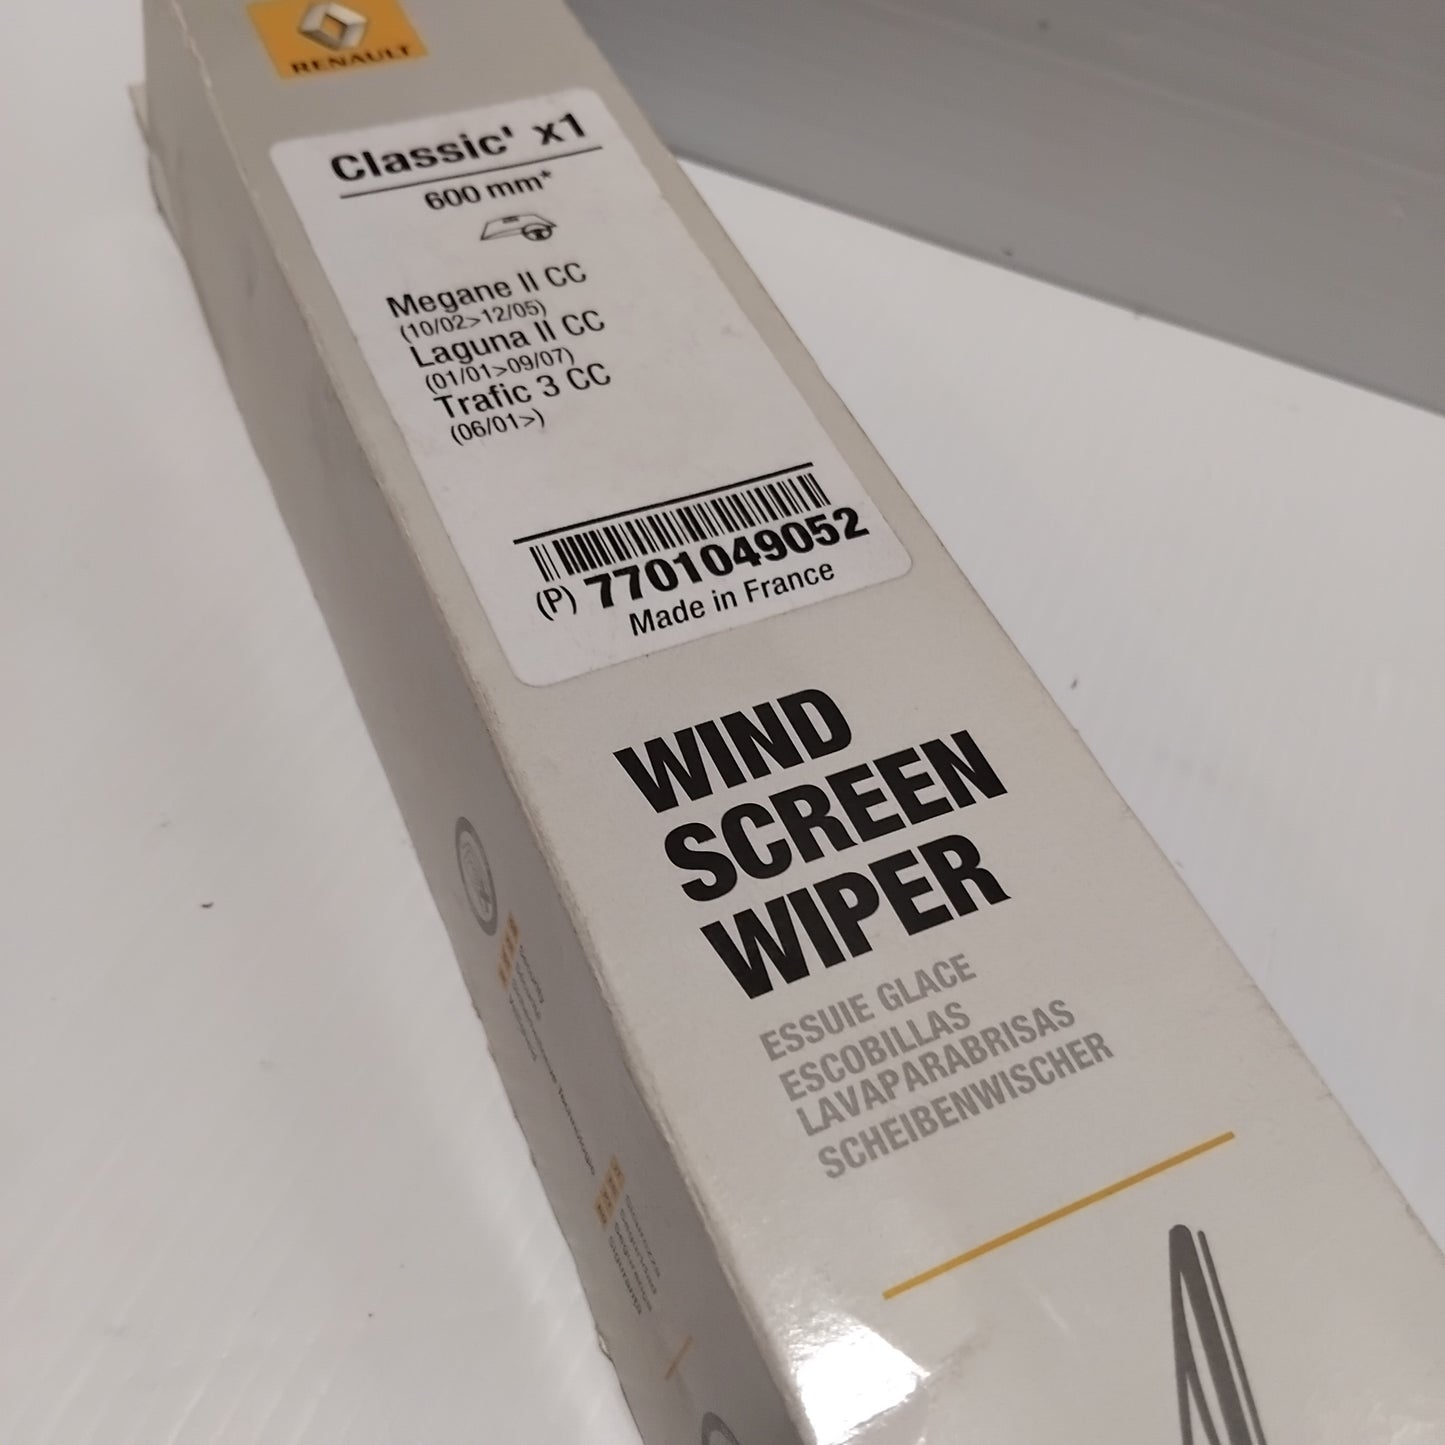 RENAULT
Classic' x1
600 mm*
Megane II CC
(10/02>12/05)
Laguna II CC
(01/01>09/07)
Trafic 3 CC
(06/01>)
(P) 7701049052
Made in France
WIND
SCREEN
WIPER
ESSUIE GLACE
ESCOBILLAS
LAVAPARABRISAS
SCHEIBENWISCHER